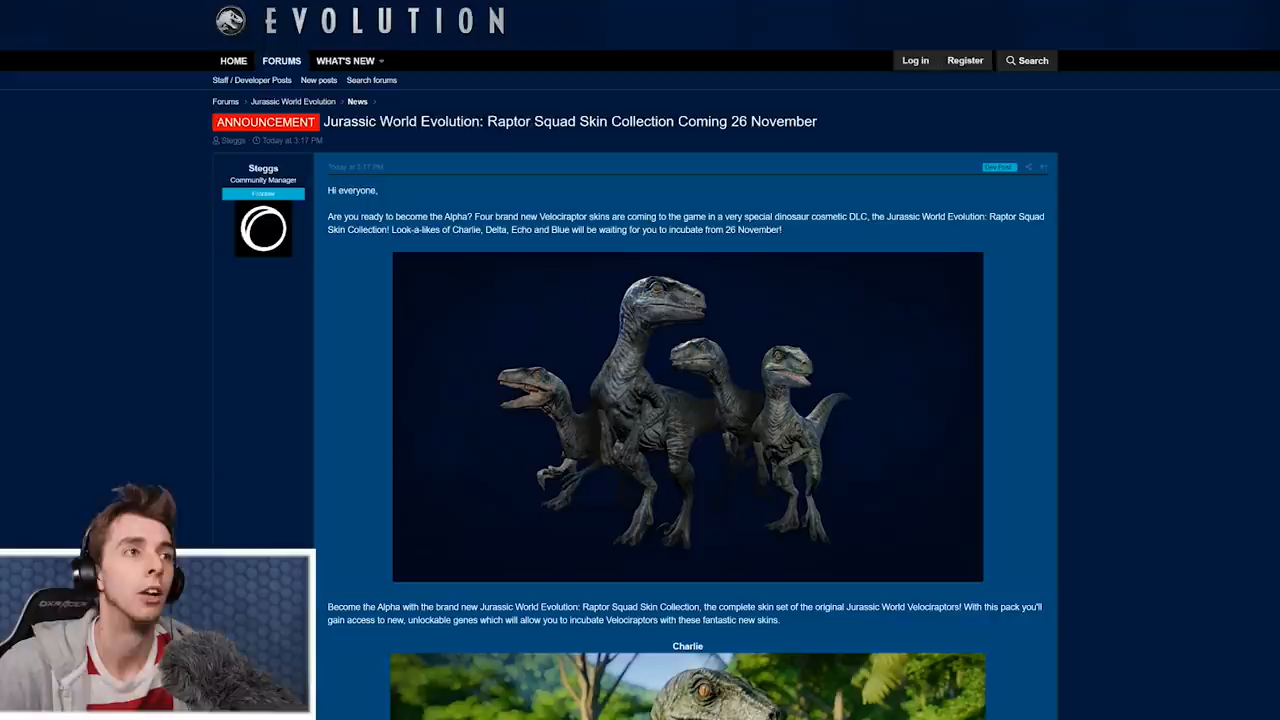 EVOLUTION
HOME FORUMS WHAT'S NEW
Log in Register Search
Staff / Developer Posts New posts Search forums
Forums Jurassic World Evolution News
ANNOUNCEMENT Jurassic World Evolution: Raptor Squad Skin Collection Coming 26 November
Steggs Today at 3:17 PM
Steggs
Community Manager
Frontier
Today at 3:17 PM
Dev Post #1
Hi everyone,
Are you ready to become the Alpha? Four brand new Velociraptor skins are coming to the game in a very special dinosaur cosmetic DLC, the Jurassic World Evolution: Raptor Squad
Skin Collection! Look-a-likes of Charlie, Delta, Echo and Blue will be waiting for you to incubate from 26 November!
Become the Alpha with the brand new Jurassic World Evolution: Raptor Squad Skin Collection, the complete skin set of the original Jurassic World Velociraptors! With this pack you'll
gain access to new, unlockable genes which will allow you to incubate Velociraptors with these fantastic new skins.
Charlie